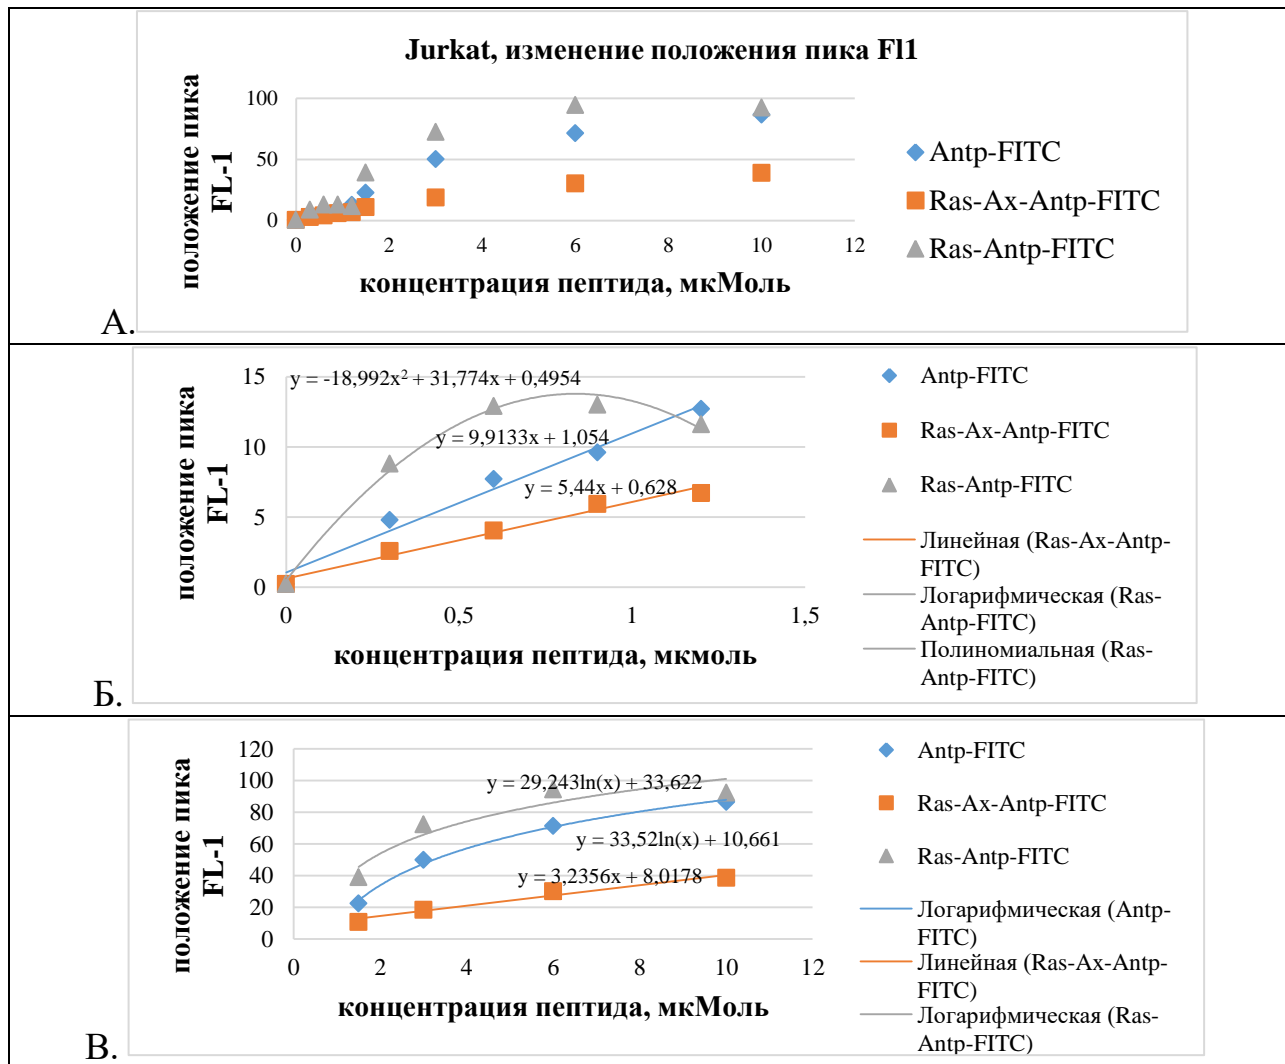 Jurkat, изменение положения пика Fl1
положение пика
FL-1
100
50
0
0
2
4
6
8
10
12
концентрация пептида, мкМоль
Antp-FITC
Ras-Ax-Antp-FITC
Ras-Antp-FITC
А.
положение пика
FL-1
15
10
5
0
0
0,5
1
1,5
y = -18,992x² + 31,774x + 0,4954
y = 9,9133x + 1,054
y = 5,44x + 0,628
концентрация пептида, мкмоль
Antp-FITC
Ras-Ax-Antp-FITC
Ras-Antp-FITC
Линейная (Ras-Ax-Antp-
FITC)
Логарифмическая (Ras-
Antp-FITC)
Полиномиальная (Ras-
Antp-FITC)
Б.
положение пика
FL-1
120
100
80
60
40
20
0
0
2
4
6
8
10
12
y = 29,243ln(x) + 33,622
y = 33,52ln(x) + 10,661
y = 3,2356x + 8,0178
концентрация пептида, мкМоль
Antp-FITC
Ras-Ax-Antp-FITC
Ras-Antp-FITC
Логарифмическая (Antp-
FITC)
Линейная (Ras-Ax-Antp-
FITC)
Логарифмическая (Ras-
Antp-FITC)
В.